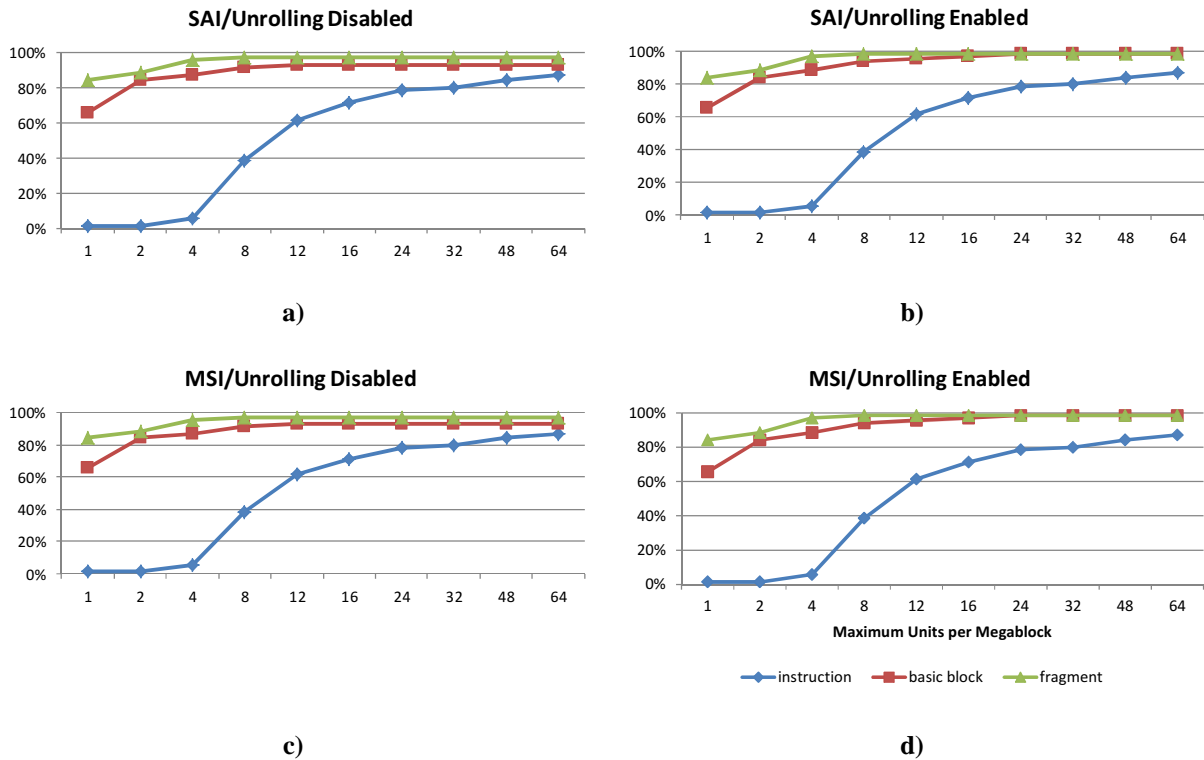 SAI/Unrolling Disabled
100%
80%
60%
40%
20%
0%
1 2 4 8 12 16 24 32 48 64
a)
SAI/Unrolling Enabled
100%
80%
60%
40%
20%
0%
1 2 4 8 12 16 24 32 48 64
b)
MSI/Unrolling Disabled
100%
80%
60%
40%
20%
0%
1 2 4 8 12 16 24 32 48 64
c)
MSI/Unrolling Enabled
100%
80%
60%
40%
20%
0%
1 2 4 8 12 16 24 32 48 64
Maximum Units per Megablock
instruction basic block fragment
d)